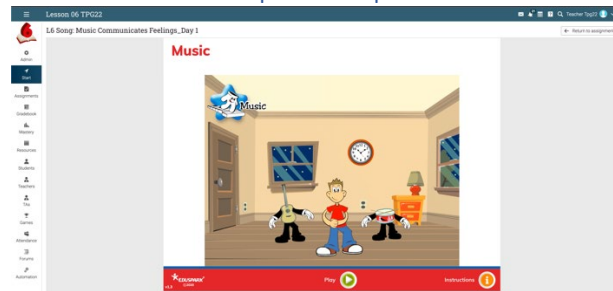 Lesson 06 TPG22
Teacher Tpg22
L6 Song: Music Communicates Feelings_Day 1
Return to assignment
Admin
Start
Assignments
Gradebook
Mastery
Resources
Students
Teachers
TAs
Games
Attendance
Forums
Automation
Music
Music
EDUSPARK
Play
Instructions